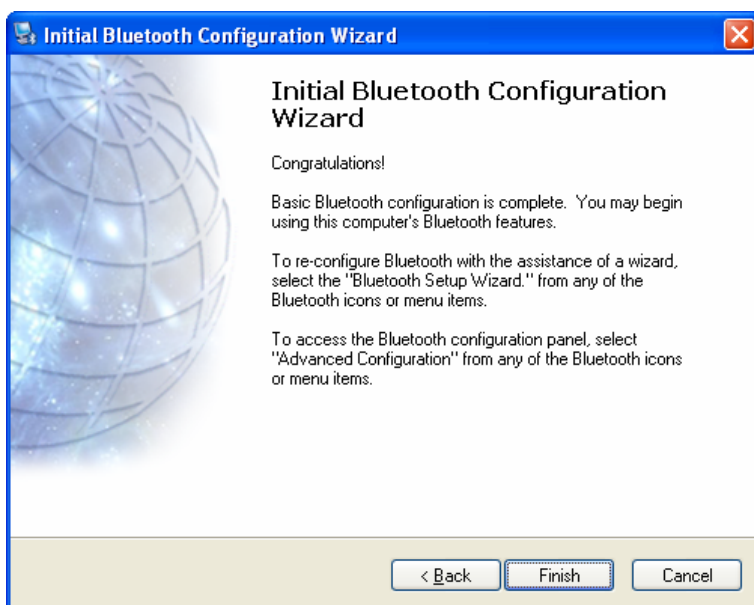 Initial Bluetooth Configuration Wizard
Initial Bluetooth Configuration
Wizard
Congratulations!
Basic Bluetooth configuration is complete.  You may begin
using this computer's Bluetooth features.
To re-configure Bluetooth with the assistance of a wizard,
select the "Bluetooth Setup Wizard." from any of the
Bluetooth icons or menu items.
To access the Bluetooth configuration panel, select
"Advanced Configuration" from any of the Bluetooth icons
or menu items.
< Back
Finish
Cancel